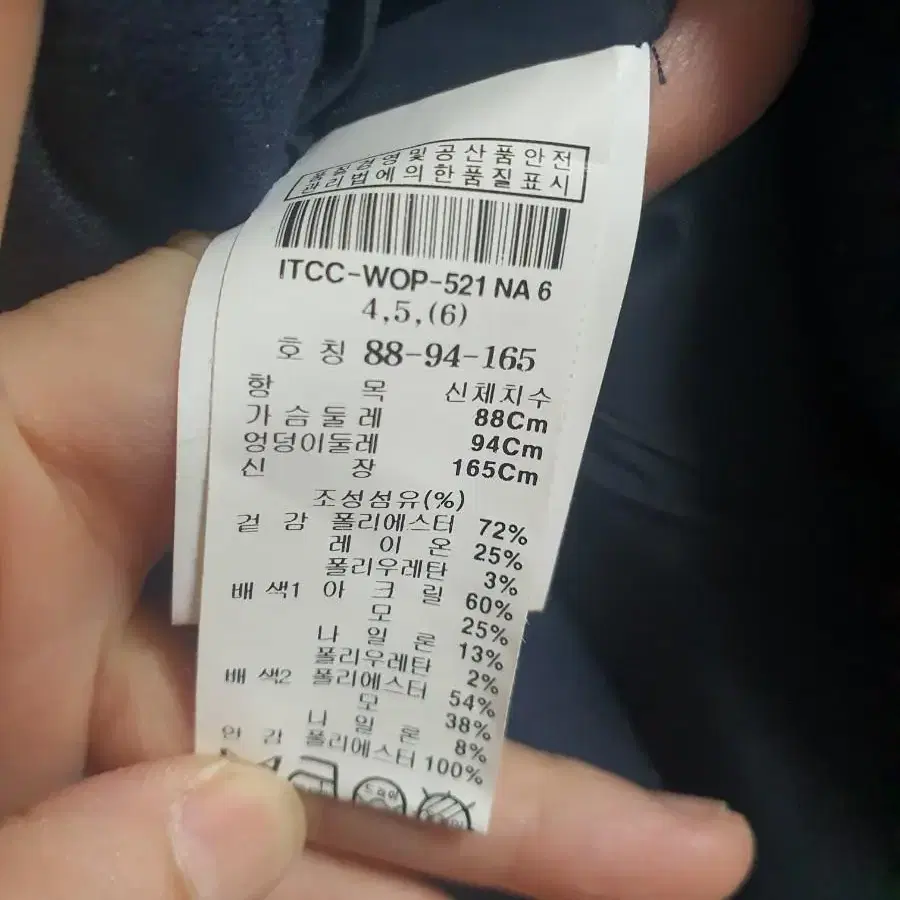 품질경영및공산품안전
관리법에의한품질표시
ITCC-WOP-521 NA 6
4,5,(6)
호 칭 88-94-165
항 목 신체치수
가슴둘레 88Cm
엉덩이둘레 94Cm
신 장 165Cm
조성섬유(%)
겉 감 폴리에스터 72%
레 이 온 25%
폴리우레탄 3%
배 색1 아 크 릴 60%
모 25%
나 일 론 13%
폴리우레탄 2%
배 색2 폴리에스터 54%
모 38%
나 일 론 8%
안 감 폴리에스터 100%
드라이